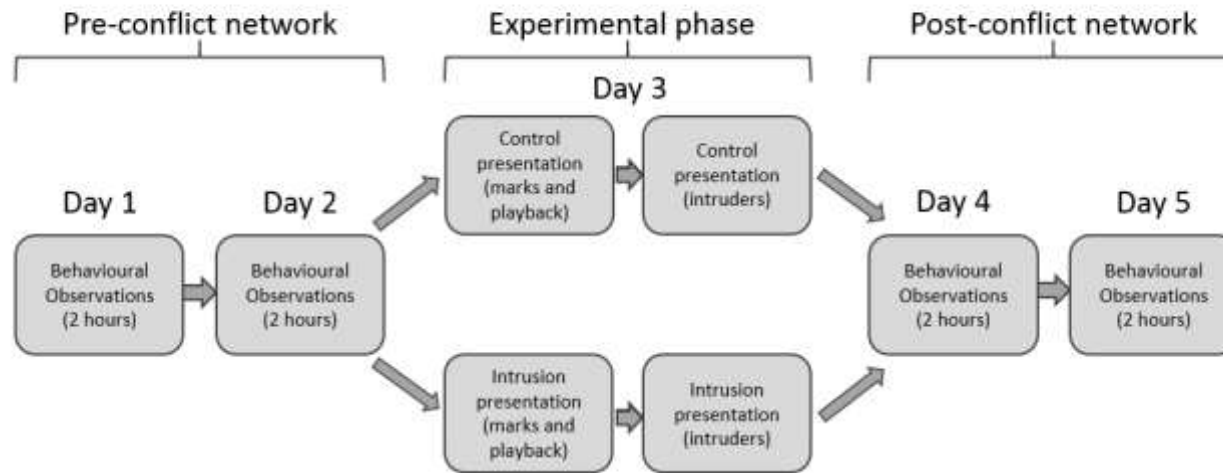 Pre-conflict network
Experimental phase
Post-conflict network
Day 3
Control
presentation
(marks and
playback)
Control
presentation
(intruders)
Day 1
Day 2
Day 4
Day 5
Behavioural
Observations
(2 hours)
Behavioural
Observations
(2 hours)
Behavioural
Observations
(2 hours)
Behavioural
Observations
(2 hours)
Intrusion
presentation
(marks and
playback)
Intrusion
presentation
(intruders)